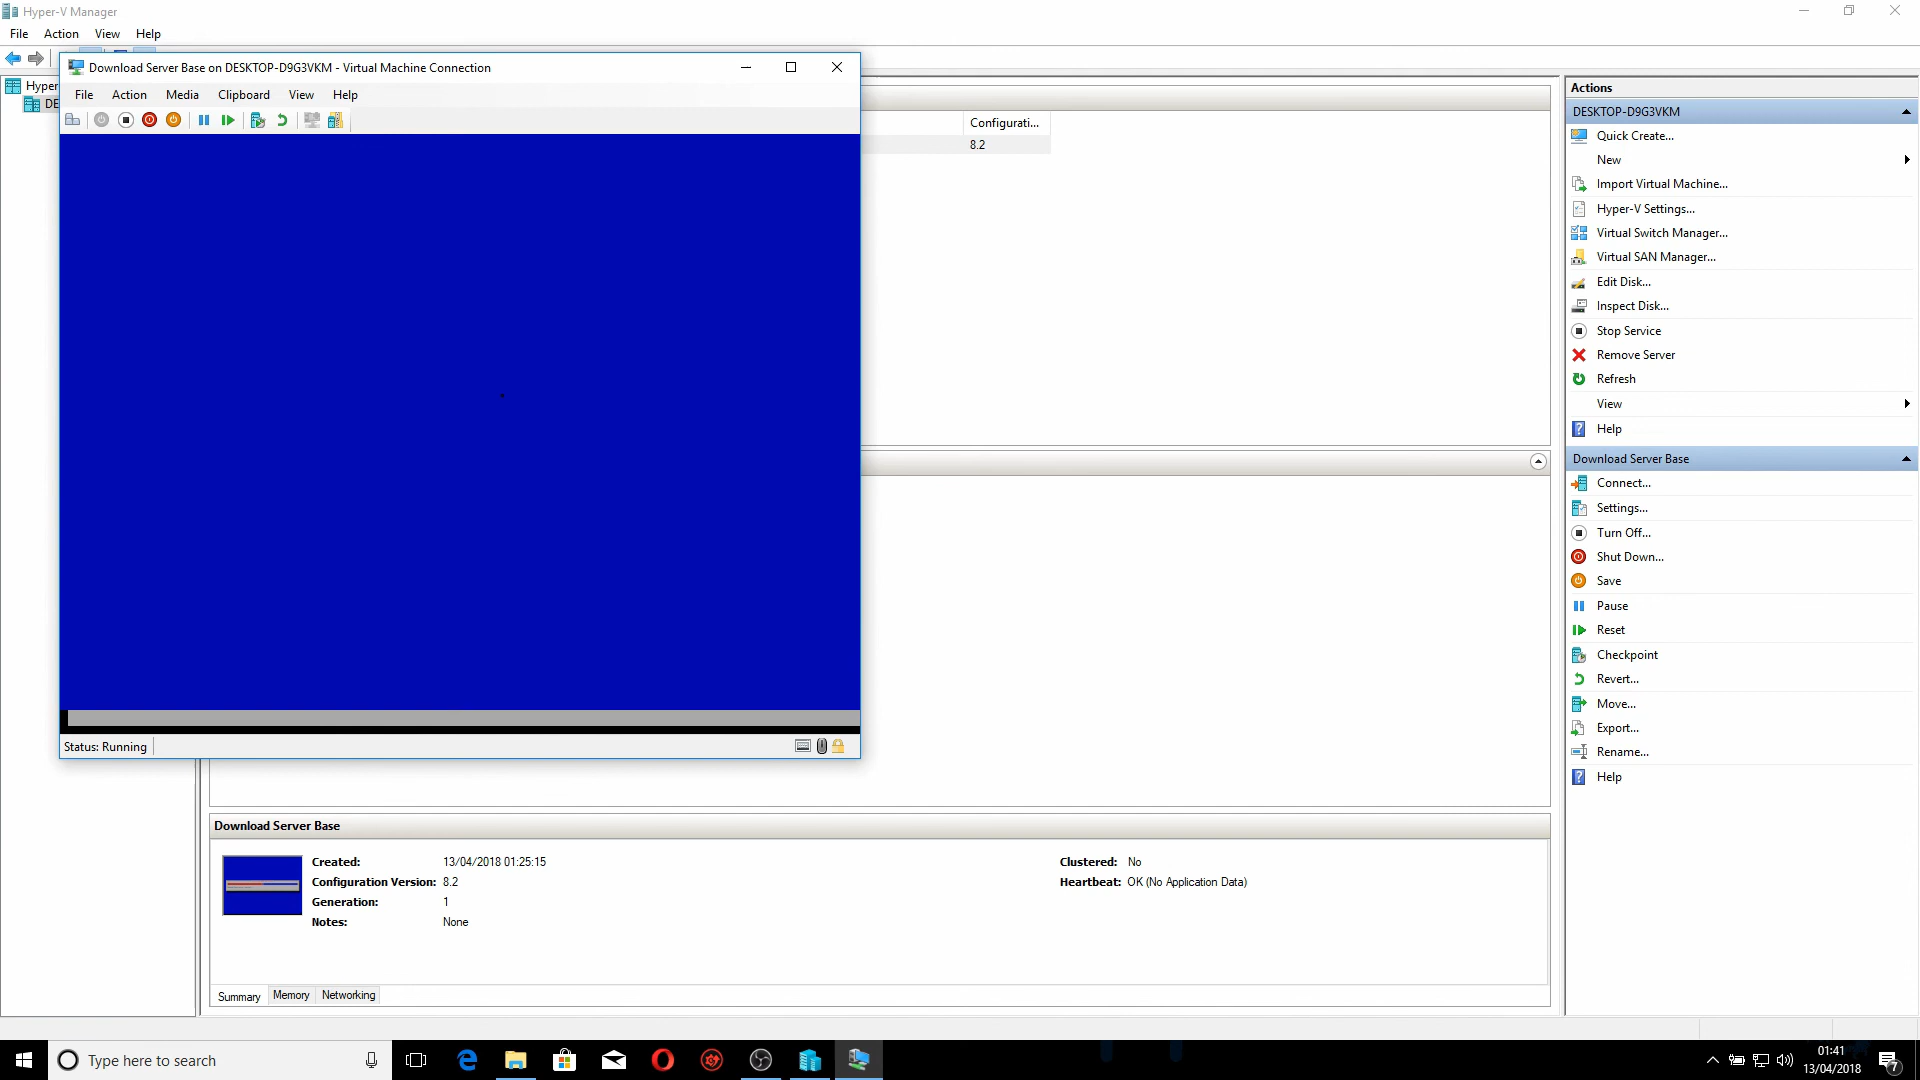 Hyper-V Manager
File Action View Help
Hyper
DE
Download Server Base on DESKTOP-D9G3VKM - Virtual Machine Connection
File Action Media Clipboard View Help
Status: Running
Configurati...
8.2
Download Server Base
Created: 13/04/2018 01:25:15
Configuration Version: 8.2
Generation: 1
Notes: None
Clustered: No
Heartbeat: OK (No Application Data)
Summary Memory Networking
Actions
DESKTOP-D9G3VKM
Quick Create...
New
Import Virtual Machine...
Hyper-V Settings...
Virtual Switch Manager...
Virtual SAN Manager...
Edit Disk...
Inspect Disk...
Stop Service
Remove Server
Refresh
View
Help
Download Server Base
Connect...
Settings...
Turn Off...
Shut Down...
Save
Pause
Reset
Checkpoint
Revert...
Move...
Export...
Rename...
Help
Type here to search
01:41
13/04/2018
7